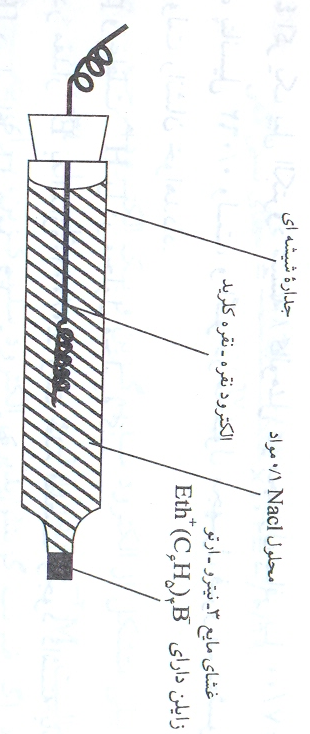 جدارهٔ شیشه ای
الکترود نقره ـ نقره کلرید
محلول Nacl ۰/۱ مولار
غشای مایع ۳ـ نیترو ـ ارتو
زایلن دارای Eth⁺ (C₆H₅)₄B⁻